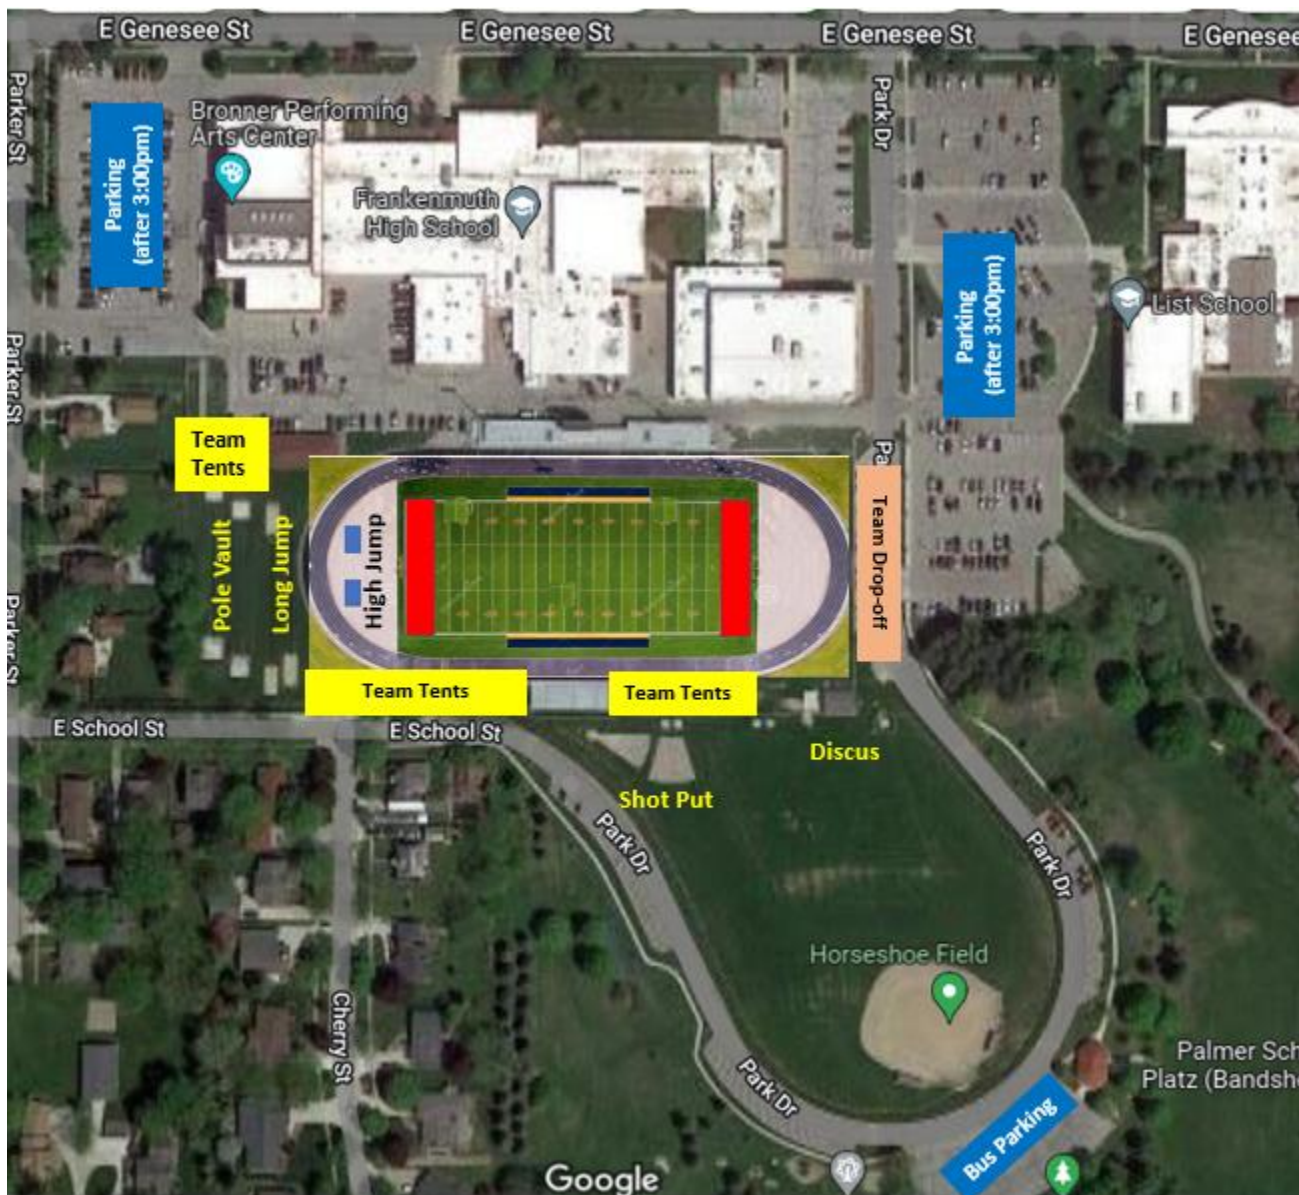 E Genesee St
E Genesee St
E Genesee St
E Genesee
Parker St
Parking
(after 3:00pm)
Bronner Performing
Arts Center
Frankenmuth
High School
Park Dr
Parking
(after 3:00pm)
List School
Parker St
Team
Tents
Pa
Team Drop-off
Pole Vault
Long Jump
High Jump
Parker St
Team Tents
Team Tents
E School St
E School St
Discus
Shot Put
Park Dr
Park Dr
Horseshoe Field
Cherry St
Park Dr
Palmer Sch
Platz (Bandshe
Bus Parking
Google